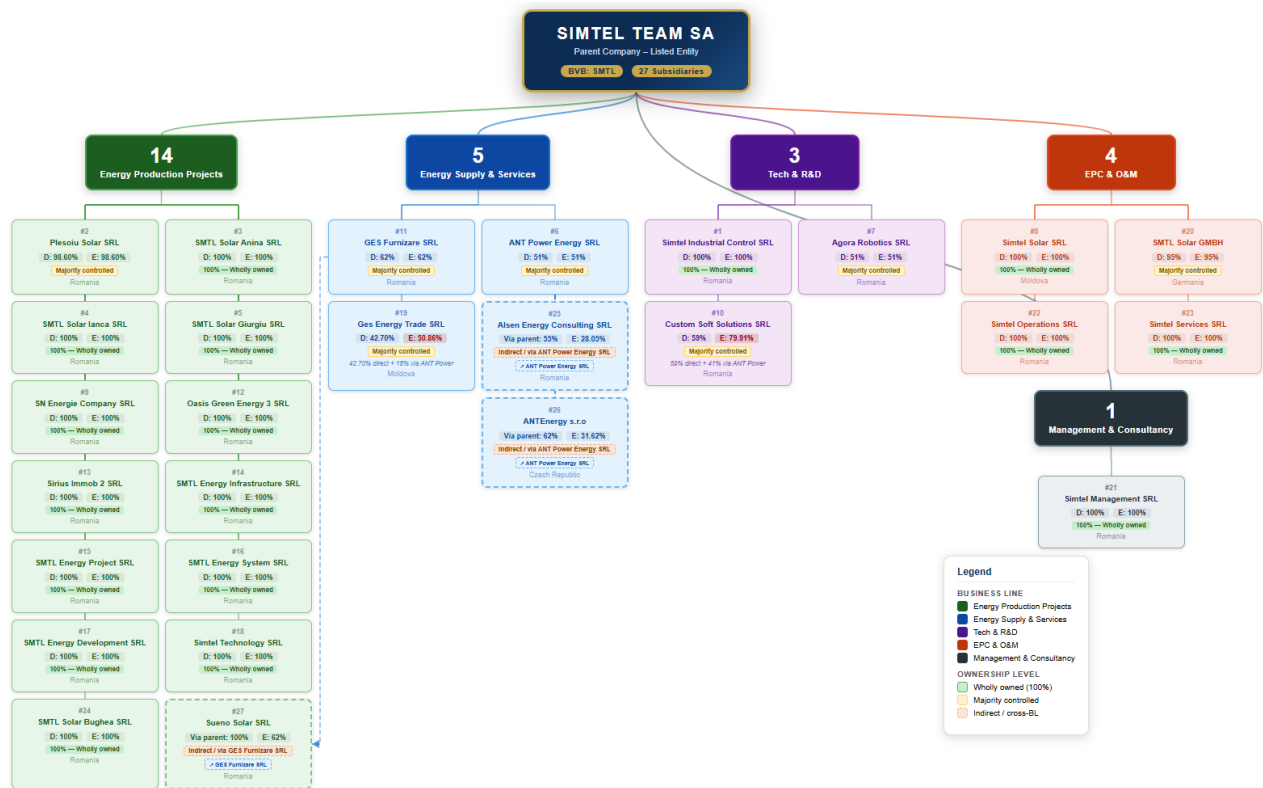 SIMTEL TEAM SA
Parent Company – Listed Entity
BVB: SMTL
27 Subsidiaries
14
Energy Production Projects
5
Energy Supply & Services
3
Tech & R&D
4
EPC & O&M
#2
Plesoiu Solar SRL
D: 98.60% E: 98.60%
Majority controlled
Romania
#3
SMTL Solar Anina SRL
D: 100% E: 100%
100% — Wholly owned
Romania
#4
SMTL Solar Ianca SRL
D: 100% E: 100%
100% — Wholly owned
Romania
#5
SMTL Solar Giurgiu SRL
D: 100% E: 100%
100% — Wholly owned
Romania
#9
SN Energie Company SRL
D: 100% E: 100%
100% — Wholly owned
Romania
#12
Oasis Green Energy 3 SRL
D: 100% E: 100%
100% — Wholly owned
Romania
#13
Sirius Immob 2 SRL
D: 100% E: 100%
100% — Wholly owned
Romania
#14
SMTL Energy Infrastructure SRL
D: 100% E: 100%
100% — Wholly owned
Romania
#15
SMTL Energy Project SRL
D: 100% E: 100%
100% — Wholly owned
Romania
#16
SMTL Energy System SRL
D: 100% E: 100%
100% — Wholly owned
Romania
#17
SMTL Energy Development SRL
D: 100% E: 100%
100% — Wholly owned
Romania
#18
Simtel Technology SRL
D: 100% E: 100%
100% — Wholly owned
Romania
#24
SMTL Solar Bughea SRL
D: 100% E: 100%
100% — Wholly owned
Romania
#27
Sueno Solar SRL
Via parent: 100% E: 62%
Indirect / via GES Furnizare SRL
↗ GES Furnizare SRL
Romania
#11
GES Furnizare SRL
D: 62% E: 62%
Majority controlled
Romania
#6
ANT Power Energy SRL
D: 51% E: 51%
Majority controlled
Romania
#19
Ges Energy Trade SRL
D: 42.70% E: 50.86%
Majority controlled
42.70% direct + 16% via ANT Power
Moldova
#25
Alsen Energy Consulting SRL
Via parent: 55% E: 28.05%
Indirect / via ANT Power Energy SRL
↗ ANT Power Energy SRL
Romania
#26
ANTEnergy s.r.o
Via parent: 62% E: 31.62%
Indirect / via ANT Power Energy SRL
↗ ANT Power Energy SRL
Czech Republic
#1
Simtel Industrial Control SRL
D: 100% E: 100%
100% — Wholly owned
Romania
#7
Agora Robotics SRL
D: 51% E: 51%
Majority controlled
Romania
#10
Custom Soft Solutions SRL
D: 59% E: 79.91%
Majority controlled
59% direct + 41% via ANT Power
Romania
#8
Simtel Solar SRL
D: 100% E: 100%
100% — Wholly owned
Moldova
#20
SMTL Solar GMBH
D: 95% E: 95%
Majority controlled
Germania
#22
Simtel Operations SRL
D: 100% E: 100%
100% — Wholly owned
Romania
#23
Simtel Services SRL
D: 100% E: 100%
100% — Wholly owned
Romania
1
Management & Consultancy
#21
Simtel Management SRL
D: 100% E: 100%
100% — Wholly owned
Romania
Legend
BUSINESS LINE
Energy Production Projects
Energy Supply & Services
Tech & R&D
EPC & O&M
Management & Consultancy
OWNERSHIP LEVEL
Wholly owned (100%)
Majority controlled
Indirect / cross-BL